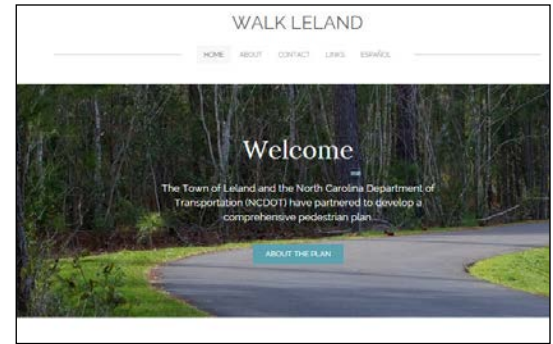 WALK LELAND
HOME ABOUT CONTACT LINKS ESPAÑOL
Welcome
The Town of Leland and the North Carolina Department of
Transportation (NCDOT) have partnered to develop a
comprehensive pedestrian plan.
ABOUT THE PLAN